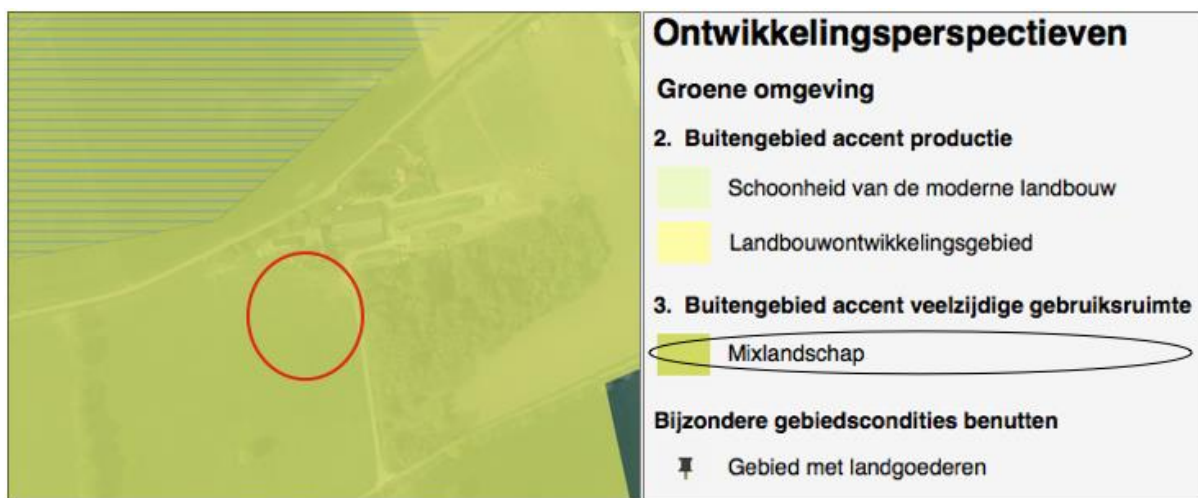 Ontwikkelingsperspectieven
Groene omgeving
2. Buitengebied accent productie
Schoonheid van de moderne landbouw
Landbouwontwikkelingsgebied
3. Buitengebied accent veelzijdige gebruiksruimte
Mixlandschap
Bijzondere gebiedscondities benutten
Gebied met landgoederen